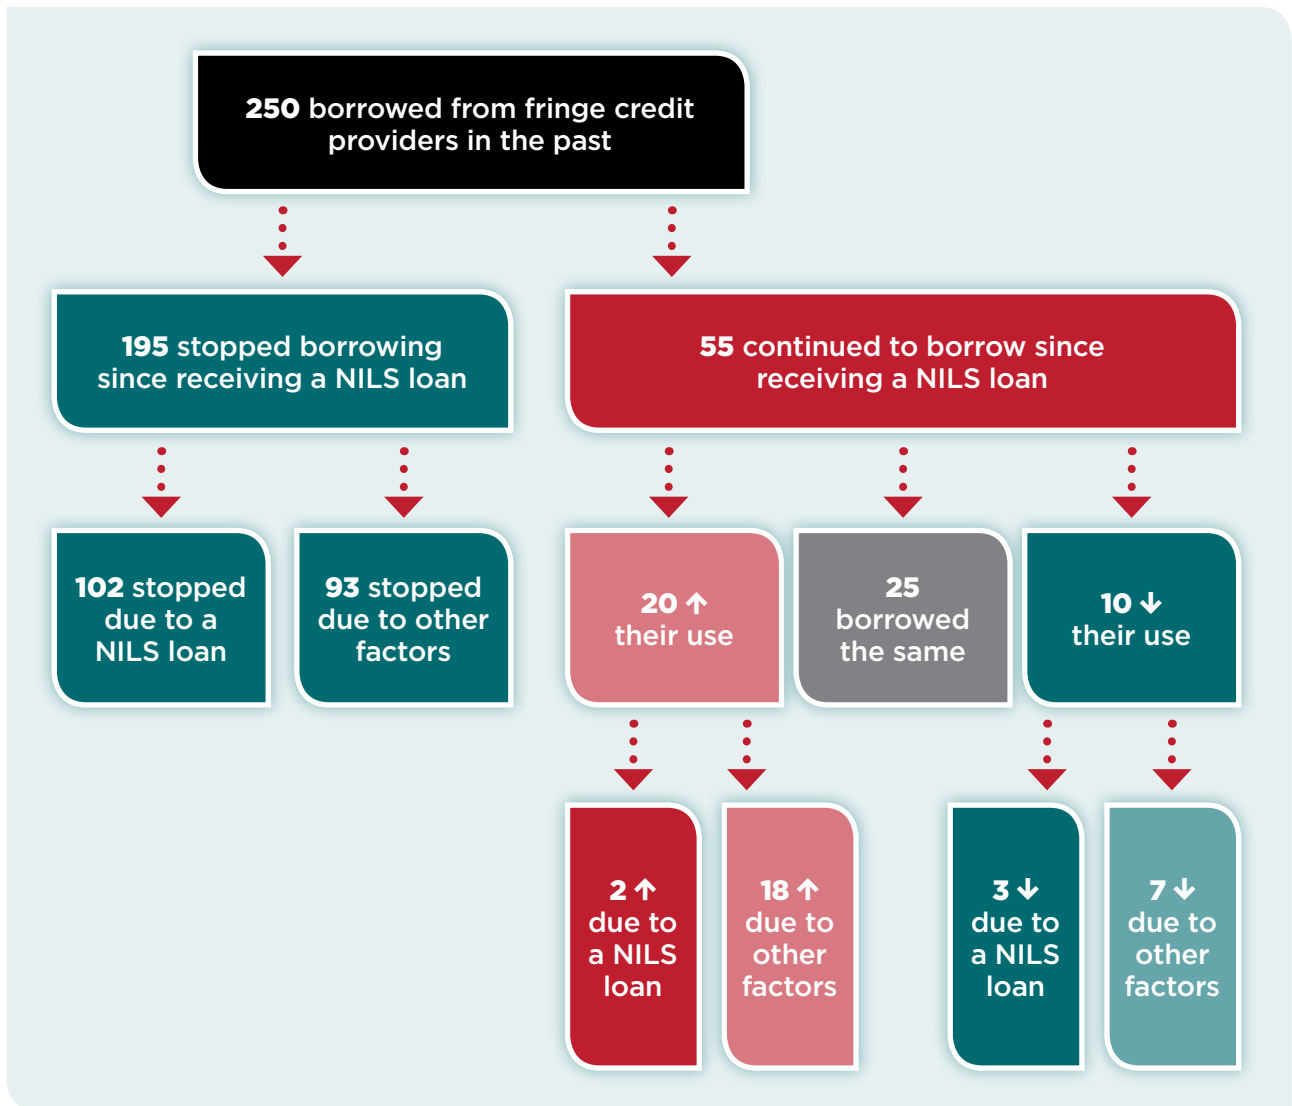 250 borrowed from fringe credit
providers in the past
195 stopped borrowing
since receiving a NILS loan
55 continued to borrow since
receiving a NILS loan
102 stopped
due to a
NILS loan
93 stopped
due to other
factors
20 ↑
their use
25
borrowed
the same
10 ↓
their use
2 ↑
due to
a NILS
loan
18 ↑
due to
other
factors
3 ↓
due to
a NILS
loan
7 ↓
due to
other
factors